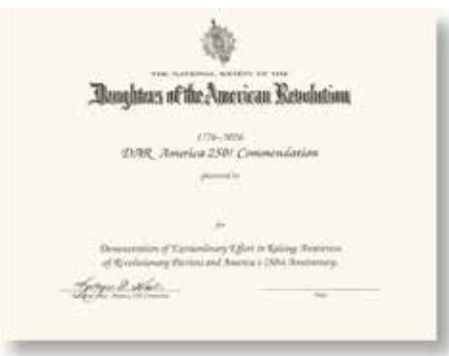 THE NATIONAL SOCIETY OF THE
Daughters of the American Revolution
1776-2026
DAR America 250! Commendation
presented to
for
Demonstration of Extraordinary Effort in Raising Awareness
of Revolutionary Patriots and America's 250th Anniversary.
Date